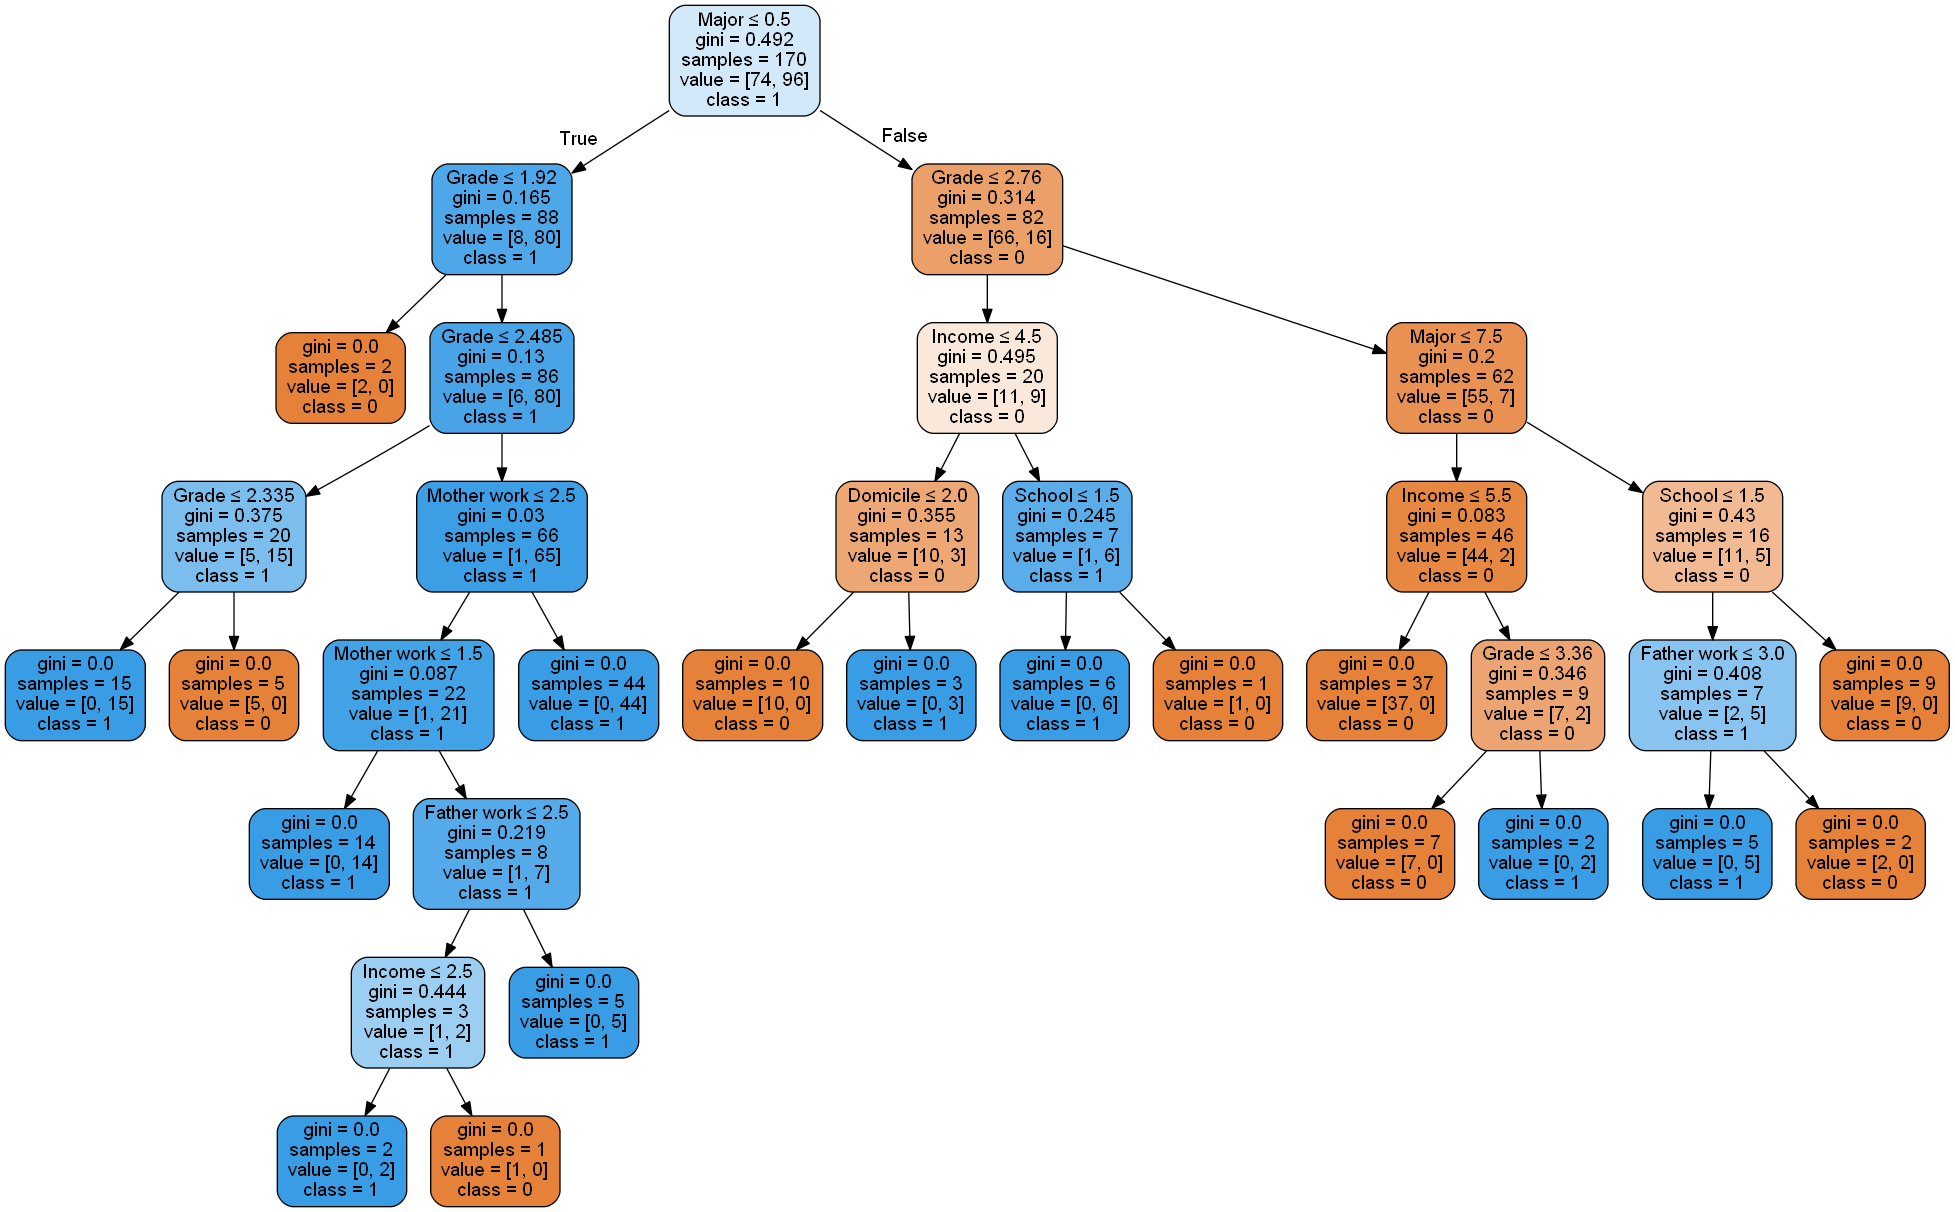 Major ≤ 0.5
gini = 0.492
samples = 170
value = [74, 96]
class = 1
True
False
Grade ≤ 1.92
gini = 0.165
samples = 88
value = [8, 80]
class = 1
Grade ≤ 2.76
gini = 0.314
samples = 82
value = [66, 16]
class = 0
gini = 0.0
samples = 2
value = [2, 0]
class = 0
Grade ≤ 2.485
gini = 0.13
samples = 86
value = [6, 80]
class = 1
Income ≤ 4.5
gini = 0.495
samples = 20
value = [11, 9]
class = 0
Major ≤ 7.5
gini = 0.2
samples = 62
value = [55, 7]
class = 0
Grade ≤ 2.335
gini = 0.375
samples = 20
value = [5, 15]
class = 1
Mother work ≤ 2.5
gini = 0.03
samples = 66
value = [1, 65]
class = 1
Domicile ≤ 2.0
gini = 0.355
samples = 13
value = [10, 3]
class = 0
School ≤ 1.5
gini = 0.245
samples = 7
value = [1, 6]
class = 1
Income ≤ 5.5
gini = 0.083
samples = 46
value = [44, 2]
class = 0
School ≤ 1.5
gini = 0.43
samples = 16
value = [11, 5]
class = 0
gini = 0.0
samples = 15
value = [0, 15]
class = 1
gini = 0.0
samples = 5
value = [5, 0]
class = 0
Mother work ≤ 1.5
gini = 0.087
samples = 22
value = [1, 21]
class = 1
gini = 0.0
samples = 44
value = [0, 44]
class = 1
gini = 0.0
samples = 10
value = [10, 0]
class = 0
gini = 0.0
samples = 3
value = [0, 3]
class = 1
gini = 0.0
samples = 6
value = [0, 6]
class = 1
gini = 0.0
samples = 1
value = [1, 0]
class = 0
gini = 0.0
samples = 37
value = [37, 0]
class = 0
Grade ≤ 3.36
gini = 0.346
samples = 9
value = [7, 2]
class = 0
Father work ≤ 3.0
gini = 0.408
samples = 7
value = [2, 5]
class = 1
gini = 0.0
samples = 9
value = [9, 0]
class = 0
gini = 0.0
samples = 14
value = [0, 14]
class = 1
Father work ≤ 2.5
gini = 0.219
samples = 8
value = [1, 7]
class = 1
gini = 0.0
samples = 7
value = [7, 0]
class = 0
gini = 0.0
samples = 2
value = [0, 2]
class = 1
gini = 0.0
samples = 5
value = [0, 5]
class = 1
gini = 0.0
samples = 2
value = [2, 0]
class = 0
Income ≤ 2.5
gini = 0.444
samples = 3
value = [1, 2]
class = 1
gini = 0.0
samples = 5
value = [0, 5]
class = 1
gini = 0.0
samples = 2
value = [0, 2]
class = 1
gini = 0.0
samples = 1
value = [1, 0]
class = 0